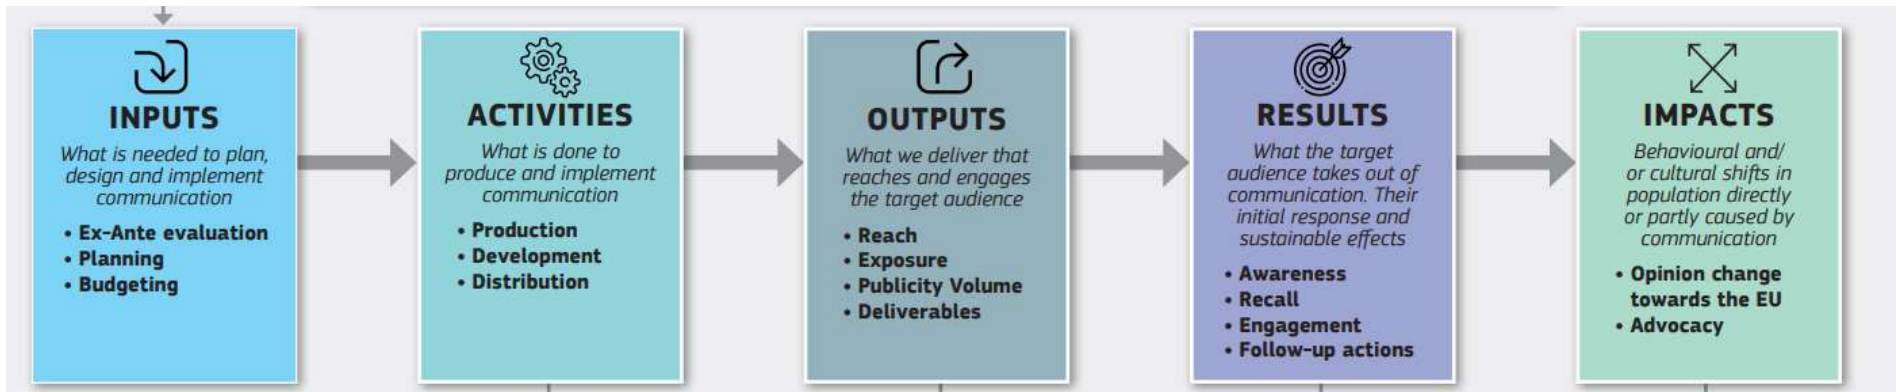 INPUTS
What is needed to plan,
design and implement
communication
• Ex-Ante evaluation
• Planning
• Budgeting
ACTIVITIES
What is done to
produce and implement
communication
• Production
• Development
• Distribution
OUTPUTS
What we deliver that
reaches and engages
the target audience
• Reach
• Exposure
• Publicity Volume
• Deliverables
RESULTS
What the target
audience takes out of
communication. Their
initial response and
sustainable effects
• Awareness
• Recall
• Engagement
• Follow-up actions
IMPACTS
Behavioural and/
or cultural shifts in
population directly
or partly caused by
communication
• Opinion change
towards the EU
• Advocacy